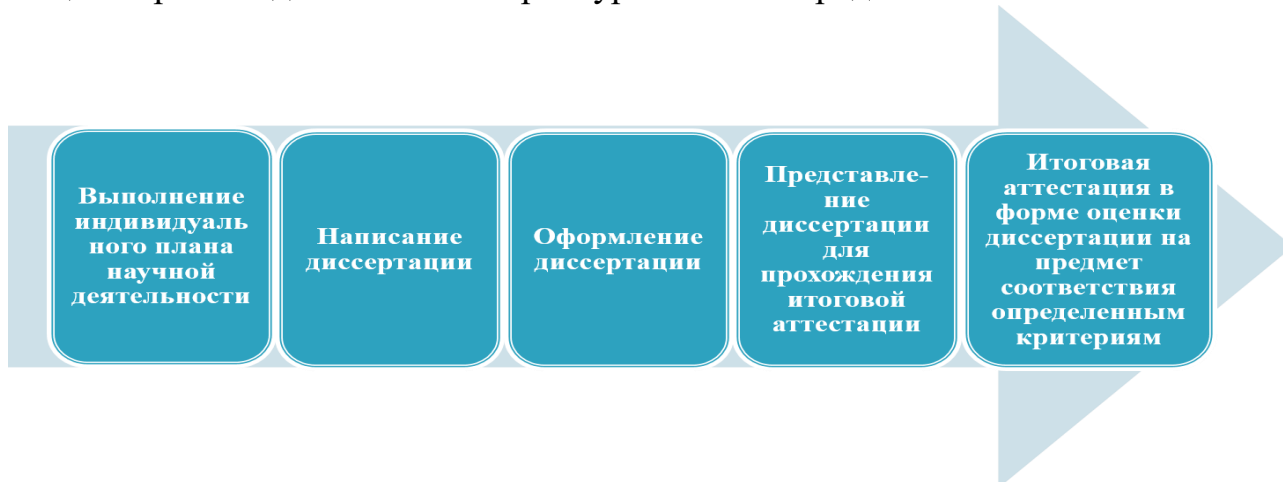 Выполнение
индивидуаль
ного плана
научной
деятельности
Написание
диссертации
Оформление
диссертации
Представле-
ние
диссертации
для
прохождения
итоговой
аттестации
Итоговая
аттестация в
форме оценки
диссертации на
предмет
соответствия
определенным
критериям